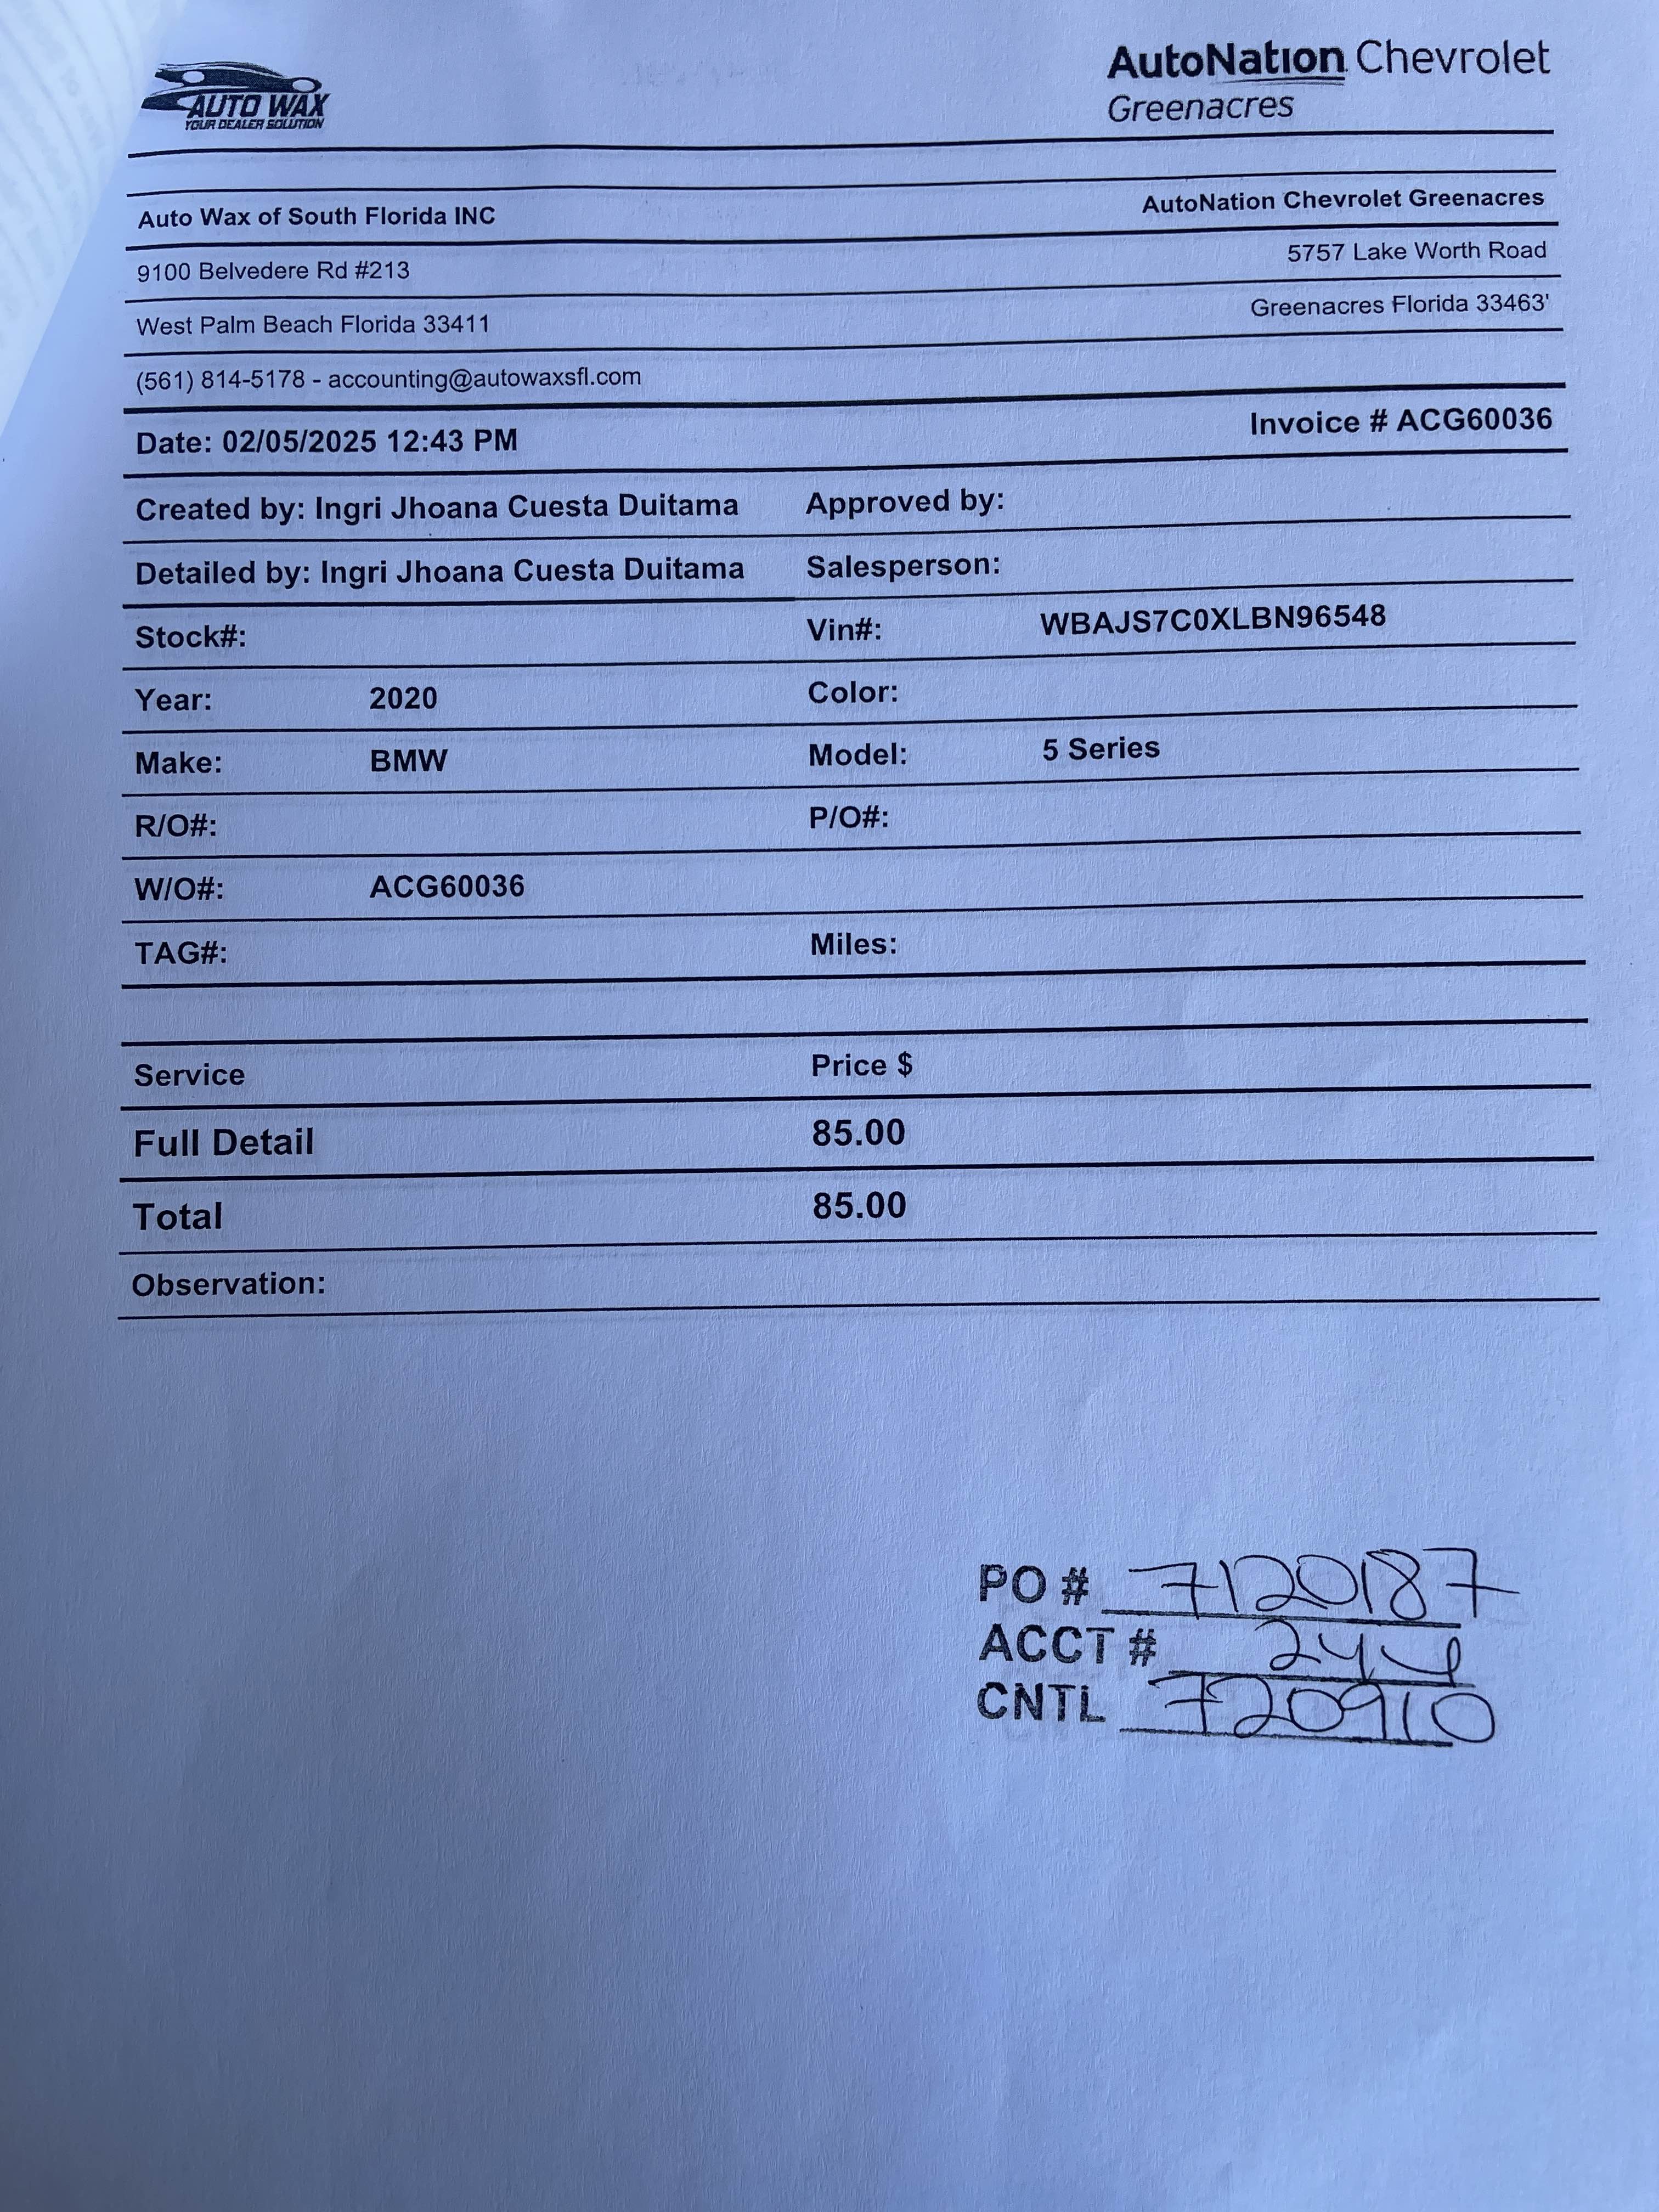 AUTO WAX
YOUR DEALER SOLUTION
AutoNation Chevrolet
Greenacres
Auto Wax of South Florida INC
AutoNation Chevrolet Greenacres
9100 Belvedere Rd #213
5757 Lake Worth Road
West Palm Beach Florida 33411
Greenacres Florida 33463'
(561) 814-5178 - accounting@autowaxsfl.com
Date: 02/05/2025 12:43 PM
Invoice # ACG60036
Created by: Ingri Jhoana Cuesta Duitama Approved by:
Detailed by: Ingri Jhoana Cuesta Duitama Salesperson:
Stock#: Vin#: WBAJS7C0XLBN96548
Year: 2020 Color:
Make: BMW Model: 5 Series
R/O#: P/O#:
W/O#: ACG60036
TAG#: Miles:
Service Price $
Full Detail 85.00
Total 85.00
Observation:
PO # 7120187
ACCT # 244
CNTL 720910